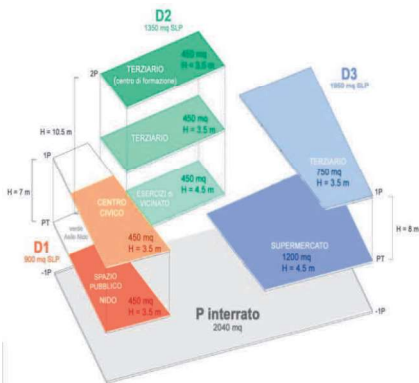 D2
1350 mq SLP
450 mq
H = 3.5 m
2P
TERZIARIO
(centro di formazione)
D3
450 mq
H = 3.5 m
TERZIARIO
H = 10.5 m
1P
TERZIARIO
750 mq
H = 3.5 m
450 mq
H = 4.5 m
ESERCIZI di
VICINATO
H = 7 m
CENTRO
CIVICO
1P
PT
H = 8 m
verde
Asilo Nido
SUPERMERCATO
1200 mq
H = 4.5 m
PT
450 mq
H = 3.5 m
D1
900 mq SLP
-1P
SPAZIO
PUBBLICO
NIDO
450 mq
H = 3.5 m
P interrato
2040 mq
-1P